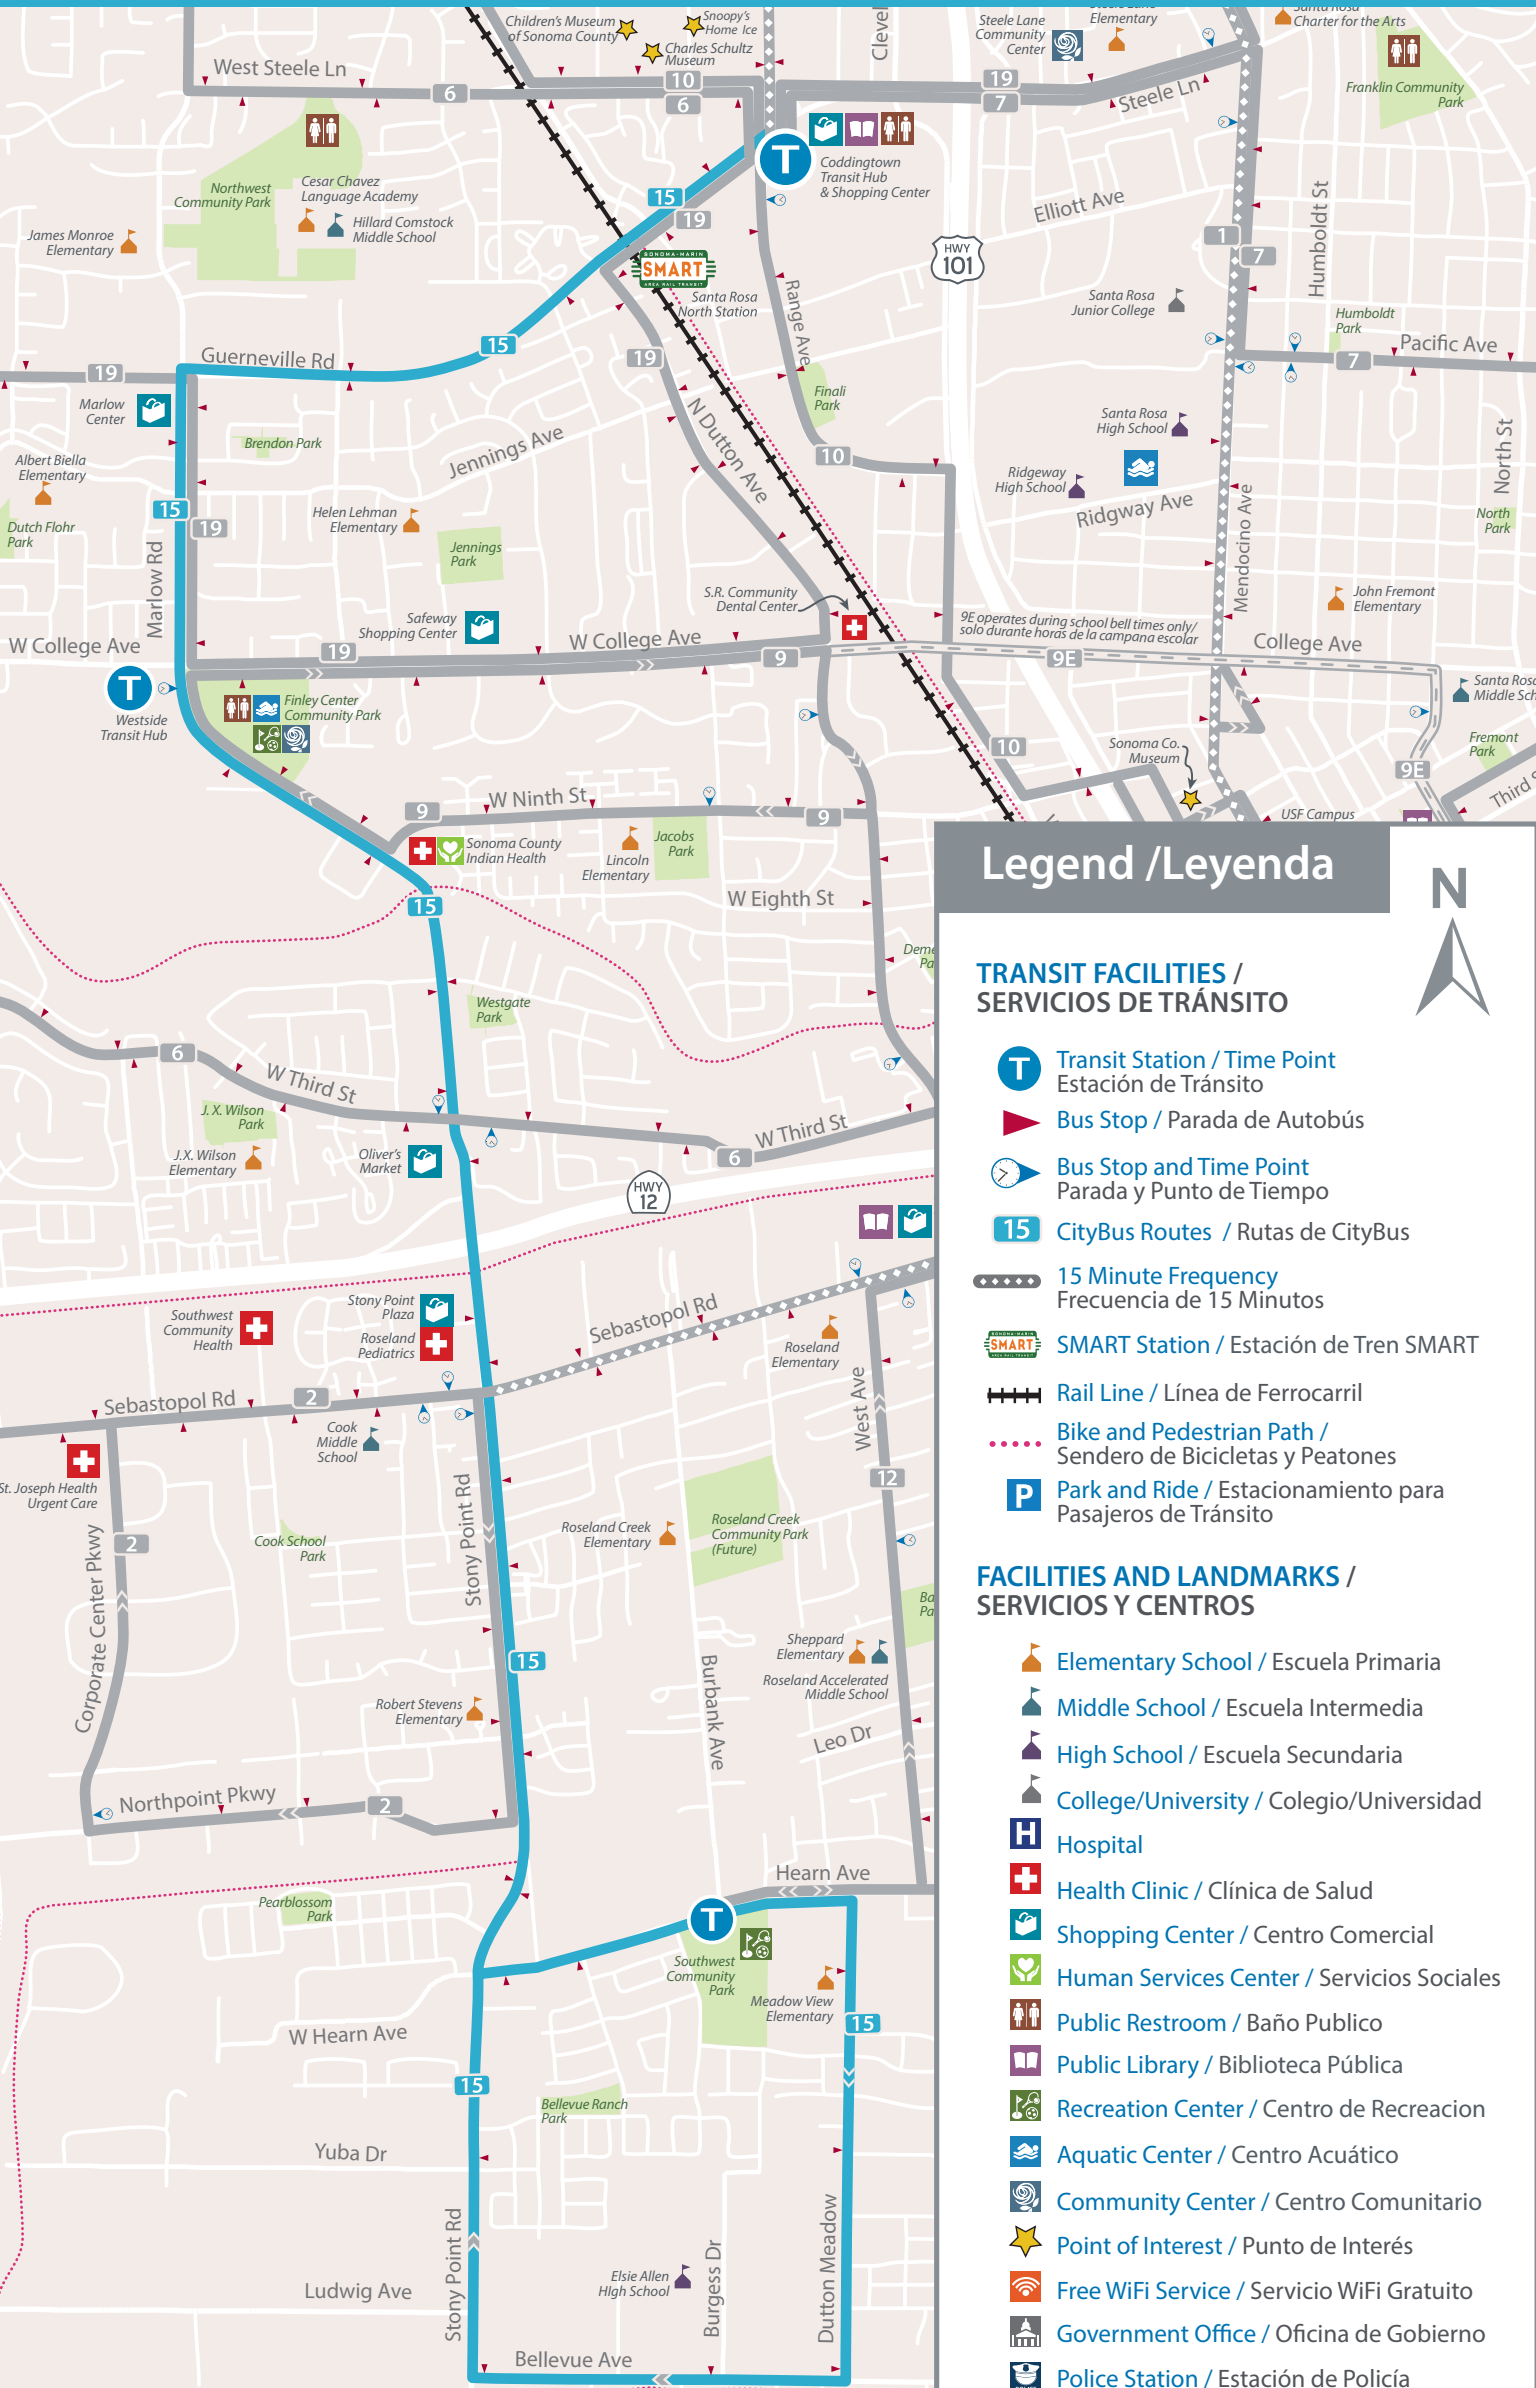 Children's Museum
of Sonoma County
Snoopy's
Home Ice
Charles Schultz
Museum
Steele Lane
Community
Center
Elementary
Charter for the Arts
Franklin Community
Park
West Steele Ln
6
10
6
19
7
Steele Ln
Northwest
Community Park
Cesar Chavez
Language Academy
Hillard Comstock
Middle School
James Monroe
Elementary
T
Coddingtown
Transit Hub
& Shopping Center
15
19
SONOMA-MARIN
SMART
AREA RAIL TRANSIT
Santa Rosa
North Station
HWY
101
Elliott Ave
1
7
Humboldt St
Santa Rosa
Junior College
Humboldt
Park
Pacific Ave
7
Range Ave
15
19
Guerneville Rd
19
Marlow
Center
Finali
Park
N Dutton Ave
Brendon Park
Jennings Ave
Albert Biella
Elementary
Dutch Flohr
Park
15
19
Helen Lehman
Elementary
Jennings
Park
10
Santa Rosa
High School
Ridgeway
High School
Ridgway Ave
North St
North
Park
Mendocino Ave
Marlow Rd
S.R. Community
Dental Center
John Fremont
Elementary
Safeway
Shopping Center
W College Ave
W College Ave
19
9
9E operates during school bell times only/
solo durante horas de la campana escolar
9E
College Ave
T
Westside
Transit Hub
Finley Center
Community Park
Fremont
Park
10
Sonoma Co.
Museum
9E
USF Campus
W Ninth St
9
9
Sonoma County
Indian Health
Lincoln
Elementary
Jacobs
Park
W Eighth St
15
Westgate
Park
6
W Third St
J. X. Wilson
Park
J.X. Wilson
Elementary
Oliver's
Market
W Third St
6
HWY
12
Southwest
Community
Health
Stony Point
Plaza
Roseland
Pediatrics
Sebastopol Rd
Roseland
Elementary
Sebastopol Rd
2
Cook
Middle
School
West Ave
St. Joseph Health
Urgent Care
12
2
Corporate Center Pkwy
Cook School
Park
Stony Point Rd
Roseland Creek
Elementary
Roseland Creek
Community Park
(Future)
15
Sheppard
Elementary
Roseland Accelerated
Middle School
Robert Stevens
Elementary
Burbank Ave
Leo Dr
Northpoint Pkwy
2
Hearn Ave
Pearblossom
Park
T
Southwest
Community
Park
Meadow View
Elementary
15
W Hearn Ave
15
Bellevue Ranch
Park
Yuba Dr
Stony Point Rd
Elsie Allen
HIgh School
Burgess Dr
Dutton Meadow
Ludwig Ave
Bellevue Ave
Legend /Leyenda
N
TRANSIT FACILITIES /
SERVICIOS DE TRÁNSITO
T
Transit Station / Time Point
Estación de Tránsito
Bus Stop / Parada de Autobús
Bus Stop and Time Point
Parada y Punto de Tiempo
15
CityBus Routes / Rutas de CityBus
15 Minute Frequency
Frecuencia de 15 Minutos
SONOMA-MARIN
SMART
AREA RAIL TRANSIT
SMART Station / Estación de Tren SMART
Rail Line / Línea de Ferrocarril
Bike and Pedestrian Path /
Sendero de Bicicletas y Peatones
P
Park and Ride / Estacionamiento para
Pasajeros de Tránsito
FACILITIES AND LANDMARKS /
SERVICIOS Y CENTROS
Elementary School / Escuela Primaria
Middle School / Escuela Intermedia
High School / Escuela Secundaria
College/University / Colegio/Universidad
H
Hospital
Health Clinic / Clínica de Salud
Shopping Center / Centro Comercial
Human Services Center / Servicios Sociales
Public Restroom / Baño Publico
Public Library / Biblioteca Pública
Recreation Center / Centro de Recreacion
Aquatic Center / Centro Acuático
Community Center / Centro Comunitario
Point of Interest / Punto de Interés
Free WiFi Service / Servicio WiFi Gratuito
Government Office / Oficina de Gobierno
Police Station / Estación de Policía